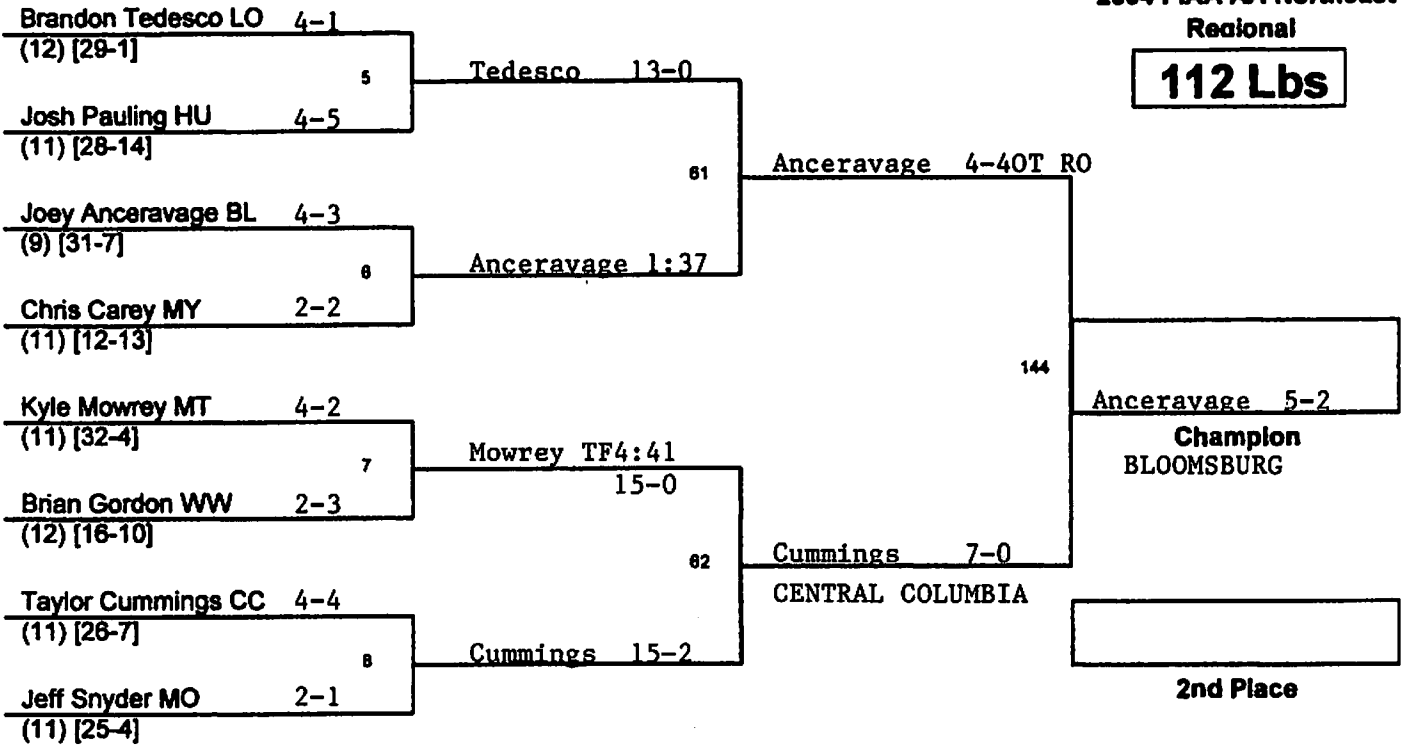 Regional
112 Lbs
Brandon Tedesco LO 4-1
(12) [29-1]
5
Tedesco 13-0
Josh Pauling HU 4-5
(11) [28-14]
61
Anceravage 4-4OT RO
Joey Anceravage BL 4-3
(9) [31-7]
6
Anceravage 1:37
Chris Carey MY 2-2
(11) [12-13]
144
Anceravage 5-2
Champion
BLOOMSBURG
Kyle Mowrey MT 4-2
(11) [32-4]
7
Mowrey TF4:41
15-0
Brian Gordon WW 2-3
(12) [16-10]
62
Cummings 7-0
CENTRAL COLUMBIA
Taylor Cummings CC 4-4
(11) [26-7]
8
Cummings 15-2
Jeff Snyder MO 2-1
(11) [25-4]
2nd Place